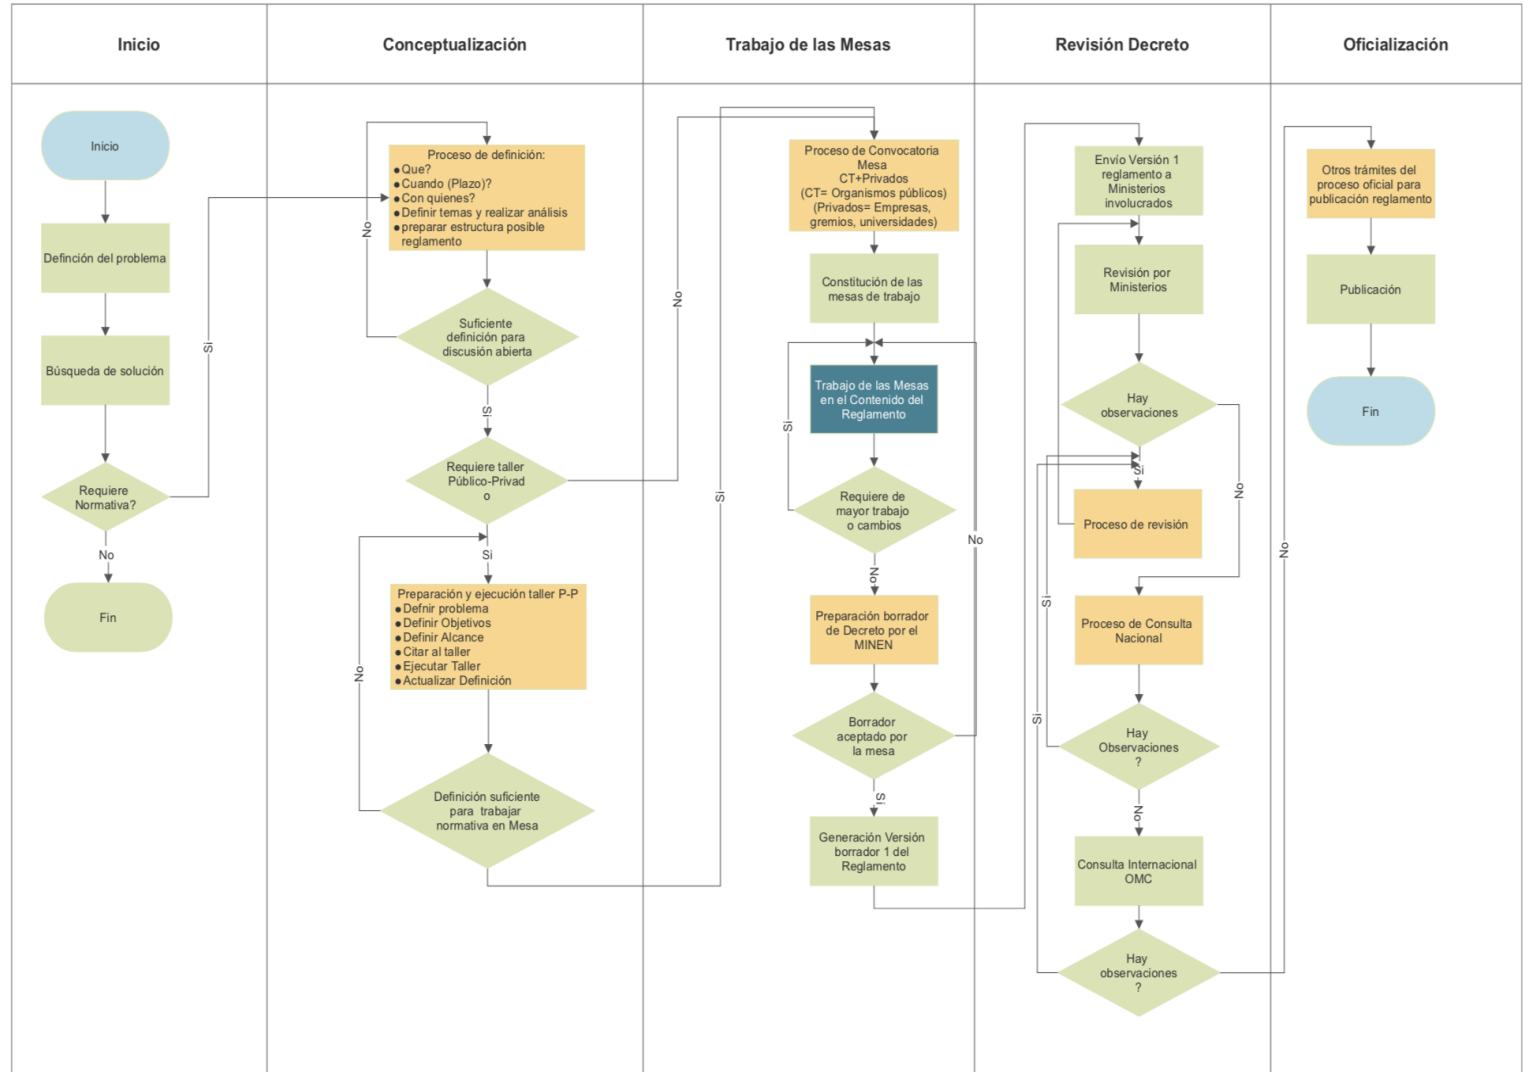 Inicio
Conceptualización
Trabajo de las Mesas
Revisión Decreto
Oficialización
Inicio
Definción del problema
Búsqueda de solución
Requiere
Normativa?
No
Fin
Si
Proceso de definición:
● Que?
● Cuando (Plazo)?
● Con quienes?
● Definir temas y realizar análisis
● preparar estructura posible
reglamento
No
Suficiente
definición para
discusión abierta
Si
Requiere taller
Público-Privad
o
No
Si
Preparación y ejecución taller P-P
● Defnir problema
● Definir Objetivos
● Definir Alcance
● Citar al taller
● Ejecutar Taller
● Actualizar Definición
No
Definición suficiente
para trabajar
normativa en Mesa
Si
Proceso de Convocatoria
Mesa
CT+Privados
(CT= Organismos públicos)
(Privados= Empresas,
gremios, universidades)
Constitución de las
mesas de trabajo
Trabajo de las Mesas
en el Contenido del
Reglamento
Si
Requiere de
mayor trabajo
o cambios
No
Preparación borrador
de Decreto por el
MINEN
Borrador
aceptado por
la mesa
No
Si
Generación Versión
borrador 1 del
Reglamento
Envío Versión 1
reglamento a
Ministerios
involucrados
Revisión por
Ministerios
Hay
observaciones
Si
No
Proceso de revisión
Proceso de Consulta
Nacional
Si
Hay
Observaciones
?
No
Consulta Internacional
OMC
Si
Hay
observaciones
?
No
Otros trámites del
proceso oficial para
publicación reglamento
Publicación
Fin